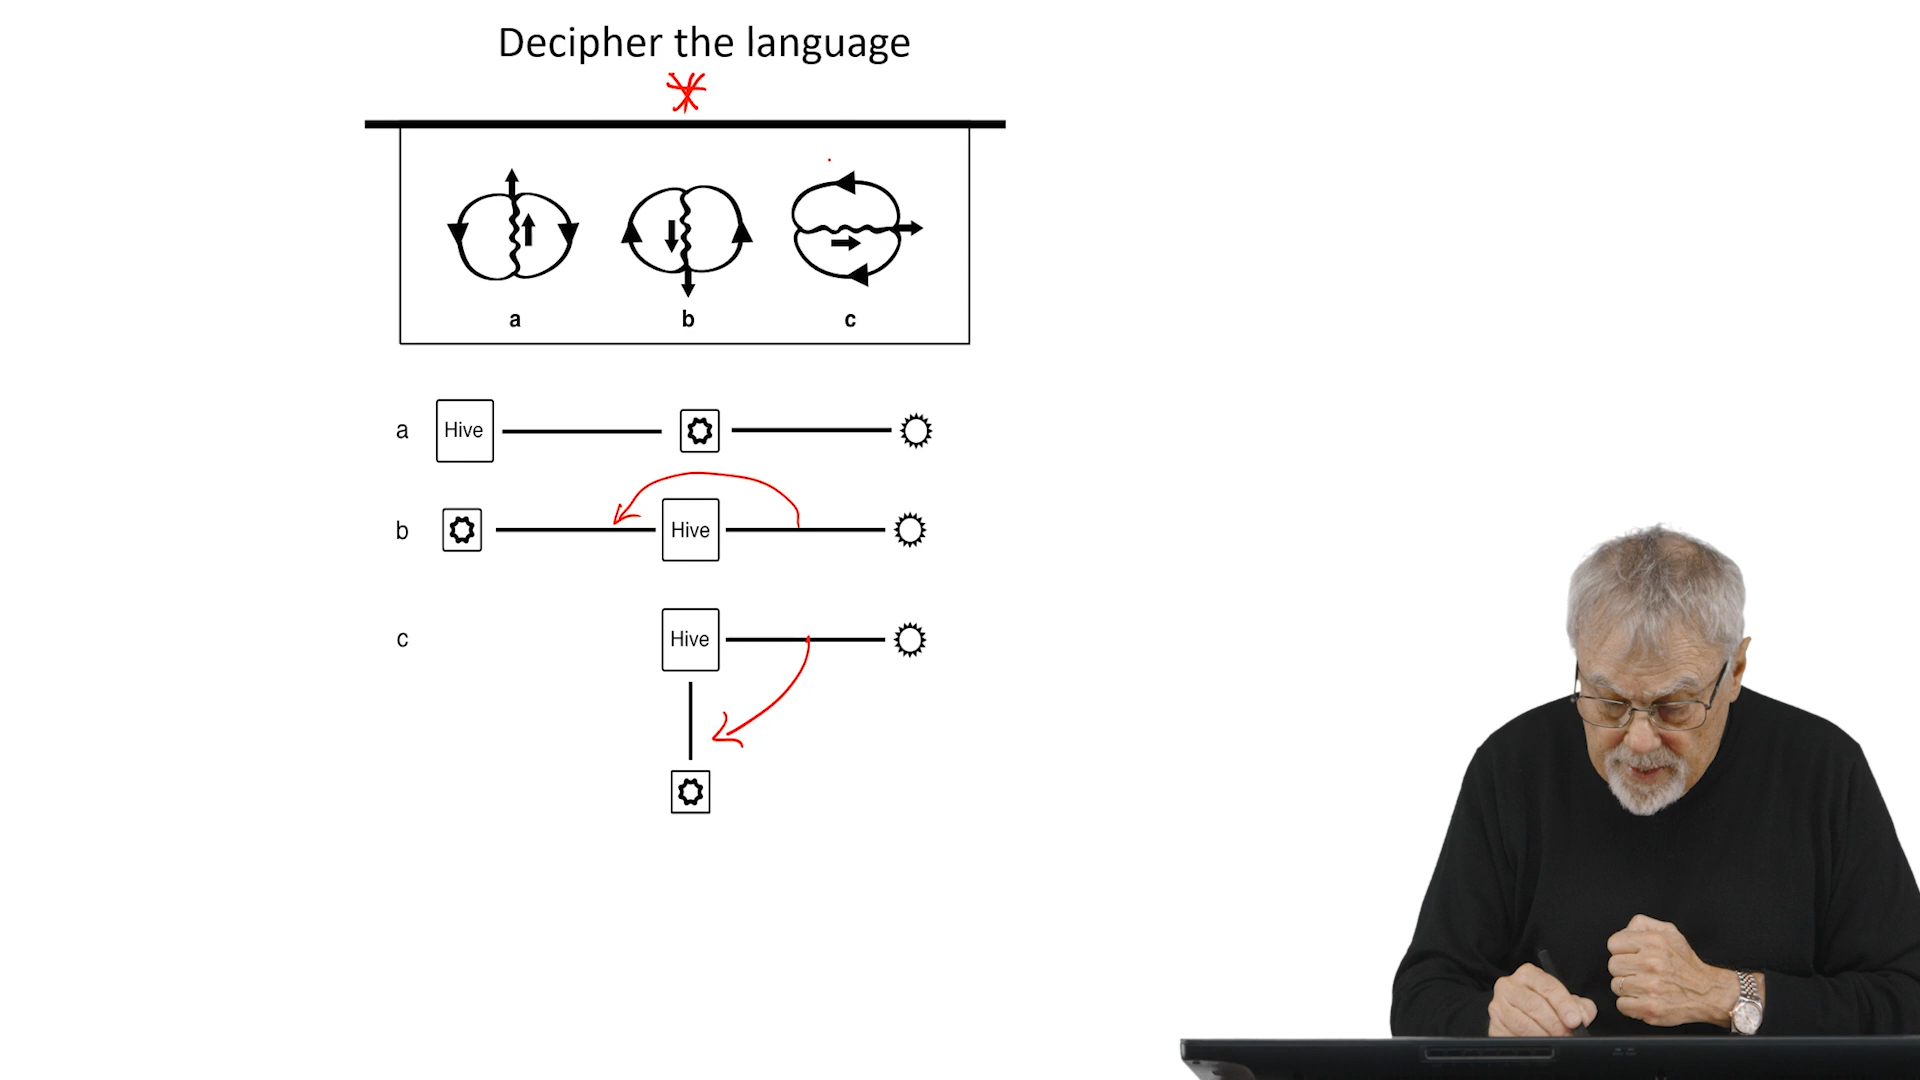 Decipher the language
a b c
a Hive
b Hive
c Hive